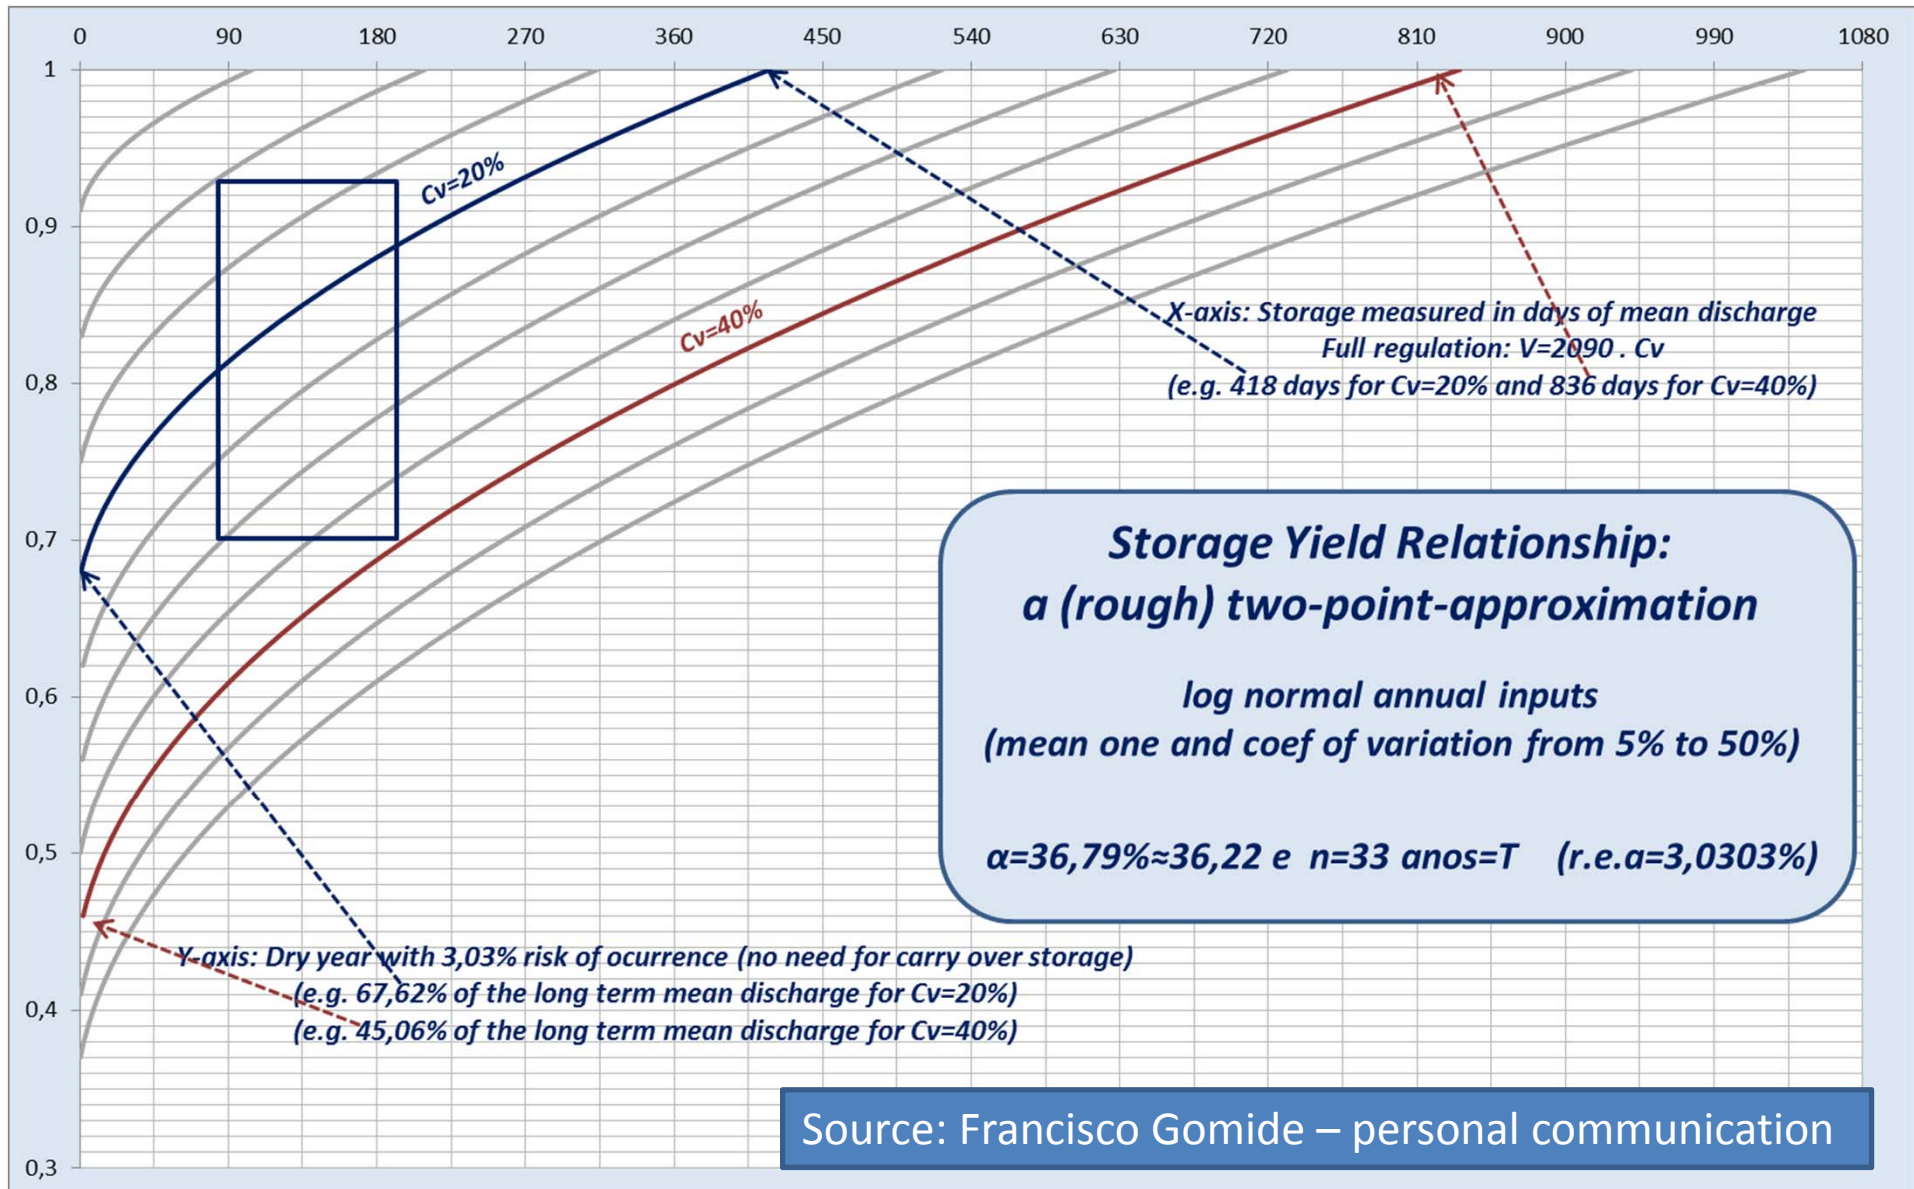 0 90 180 270 360 450 540 630 720 810 900 990 1080
1
0,9
0,8
0,7
0,6
0,5
0,4
0,3
Cv=20%
Cv=40%
X-axis: Storage measured in days of mean discharge
Full regulation: V=2090 . Cv
(e.g. 418 days for Cv=20% and 836 days for Cv=40%)
Storage Yield Relationship:
a (rough) two-point-approximation
log normal annual inputs
(mean one and coef of variation from 5% to 50%)
α=36,79%≈36,22 e n=33 anos=T (r.e.a=3,0303%)
Y-axis: Dry year with 3,03% risk of ocurrence (no need for carry over storage)
(e.g. 67,62% of the long term mean discharge for Cv=20%)
(e.g. 45,06% of the long term mean discharge for Cv=40%)
Source: Francisco Gomide – personal communication